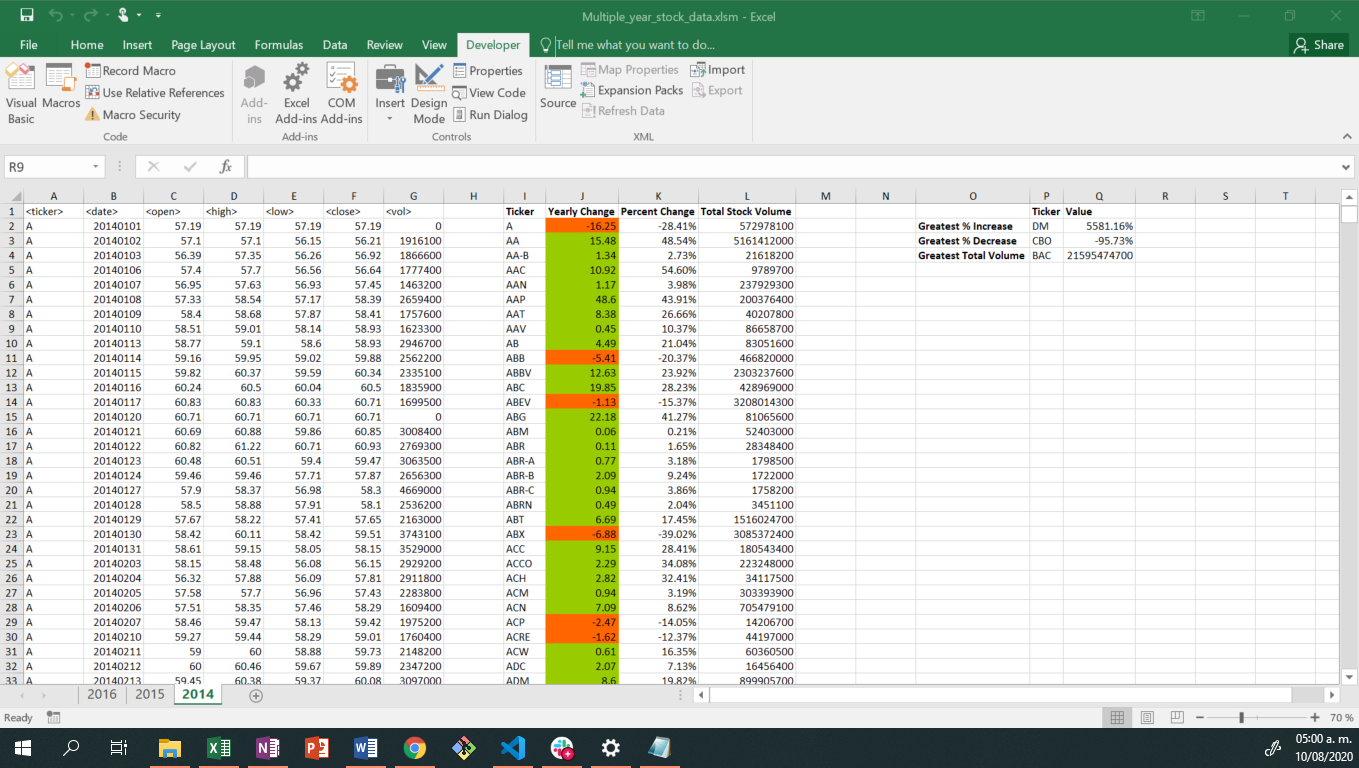 Multiple_year_stock_data.xlsm - Excel
File Home Insert Page Layout Formulas Data Review View Developer Tell me what you want to do... Share
Visual Basic
Macros
Record Macro
Use Relative References
Macro Security
Code
Add-ins
Excel Add-ins
COM Add-ins
Add-ins
Insert
Design Mode
Properties
View Code
Run Dialog
Controls
Source
Map Properties
Expansion Packs
Refresh Data
Import
Export
XML
R9 fx
A B C D E F G H I J K L M N O P Q R S T
1 <ticker> <date> <open> <high> <low> <close> <vol> Ticker Yearly Change Percent Change Total Stock Volume Ticker Value
2 A 20140101 57.19 57.19 57.19 57.19 0 A -16.25 -28.41% 572978100 Greatest % Increase DM 5581.16%
3 A 20140102 57.1 57.1 56.15 56.21 1916100 AA 15.48 48.54% 5161412000 Greatest % Decrease CBO -95.73%
4 A 20140103 56.39 57.35 56.26 56.92 1866600 AA-B 1.34 2.73% 21618200 Greatest Total Volume BAC 21595474700
5 A 20140106 57.4 57.7 56.56 56.64 1777400 AAC 10.92 54.60% 9789700
6 A 20140107 56.95 57.63 56.93 57.45 1463200 AAN 1.17 3.98% 237929300
7 A 20140108 57.33 58.54 57.17 58.39 2659400 AAP 48.6 43.91% 200376400
8 A 20140109 58.4 58.68 57.87 58.41 1757600 AAT 8.38 26.66% 40207800
9 A 20140110 58.51 59.01 58.14 58.93 1623300 AAV 0.45 10.37% 86658700
10 A 20140113 58.77 59.1 58.6 58.93 2946700 AB 4.49 21.04% 83051600
11 A 20140114 59.16 59.95 59.02 59.88 2562200 ABB -5.41 -20.37% 466820000
12 A 20140115 59.82 60.37 59.59 60.34 2335100 ABBV 12.63 23.92% 2303237600
13 A 20140116 60.24 60.5 60.04 60.5 1835900 ABC 19.85 28.23% 428969000
14 A 20140117 60.83 60.83 60.33 60.71 1699500 ABEV -1.13 -15.37% 3208014300
15 A 20140120 60.71 60.71 60.71 60.71 0 ABG 22.18 41.27% 81065600
16 A 20140121 60.69 60.88 59.86 60.85 3008400 ABM 0.06 0.21% 52403000
17 A 20140122 60.82 61.22 60.71 60.93 2769300 ABR 0.11 1.65% 28348400
18 A 20140123 60.48 60.51 59.4 59.47 3063500 ABR-A 0.77 3.18% 1798500
19 A 20140124 59.46 59.46 57.71 57.87 2656300 ABR-B 2.09 9.24% 1722000
20 A 20140127 57.9 58.37 56.98 58.3 4669000 ABR-C 0.94 3.86% 1758200
21 A 20140128 58.5 58.88 57.91 58.1 2536200 ABRN 0.49 2.04% 3451100
22 A 20140129 57.67 58.22 57.41 57.65 2163000 ABT 6.69 17.45% 1516024700
23 A 20140130 58.42 60.11 58.42 59.51 3743100 ABX -6.88 -39.02% 3085372400
24 A 20140131 58.61 59.15 58.05 58.15 3529000 ACC 9.15 28.41% 180543400
25 A 20140203 58.15 58.48 56.08 56.15 2929200 ACCO 2.29 34.08% 223248000
26 A 20140204 56.32 57.88 56.09 57.81 2911800 ACH 2.82 32.41% 34117500
27 A 20140205 57.58 57.7 56.96 57.43 2283800 ACM 0.94 3.19% 303393900
28 A 20140206 57.51 58.35 57.46 58.29 1609400 ACN 7.09 8.62% 705479100
29 A 20140207 58.46 59.47 58.13 59.42 1975200 ACP -2.47 -14.05% 14206700
30 A 20140210 59.27 59.44 58.29 59.01 1760400 ACRE -1.62 -12.37% 44197000
31 A 20140211 59 60 58.88 59.73 2148200 ACW 0.61 16.35% 60360500
32 A 20140212 60 60.46 59.67 59.89 2347200 ADC 2.07 7.13% 16456400
33 A 20140213 59.45 60.38 59.37 60.08 3097000 ADM 8.6 19.82% 899905700
2016 2015 2014
Ready 70 %
05:00 a. m.
10/08/2020